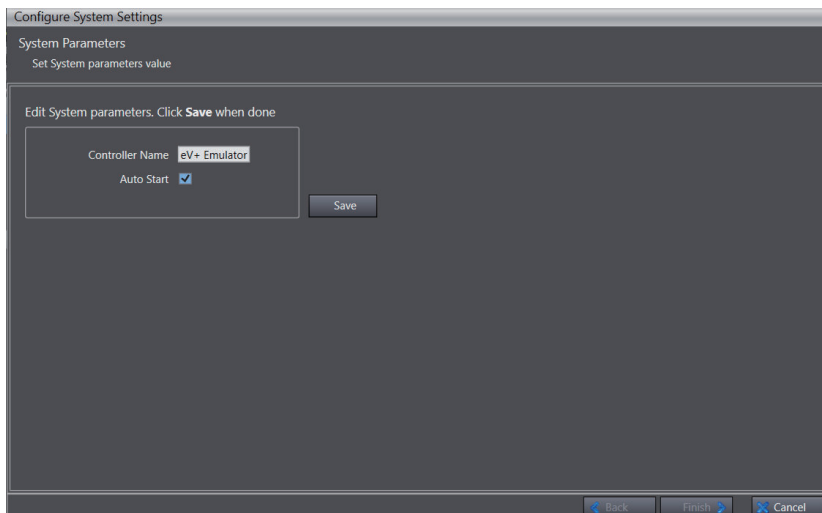 Configure System Settings
System Parameters
Set System parameters value
Edit System parameters. Click Save when done
Controller Name eV+ Emulator
Auto Start
Save
Back Finish Cancel